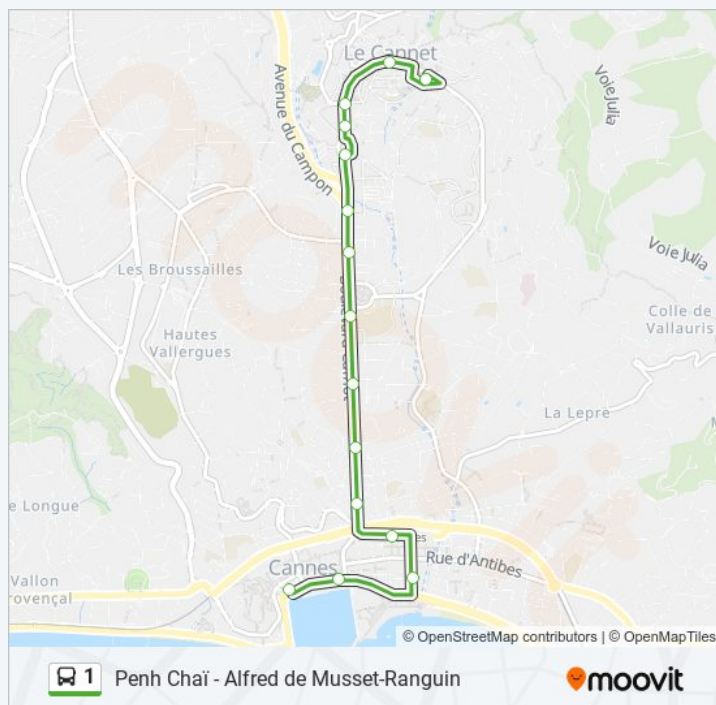 Le Cannet
Voie Julia
Avenue du Campon
Les Broussailles
Voie Julia
Colle de
Vallauris
Hautes
Vallergues
La Lepre
e Longue
Rue d'Antibes
Cannes
Vallon
rovençal
© OpenStreetMap contributors | © OpenMapTiles
1 Penh Chaï - Alfred de Musset-Ranguin
moovit